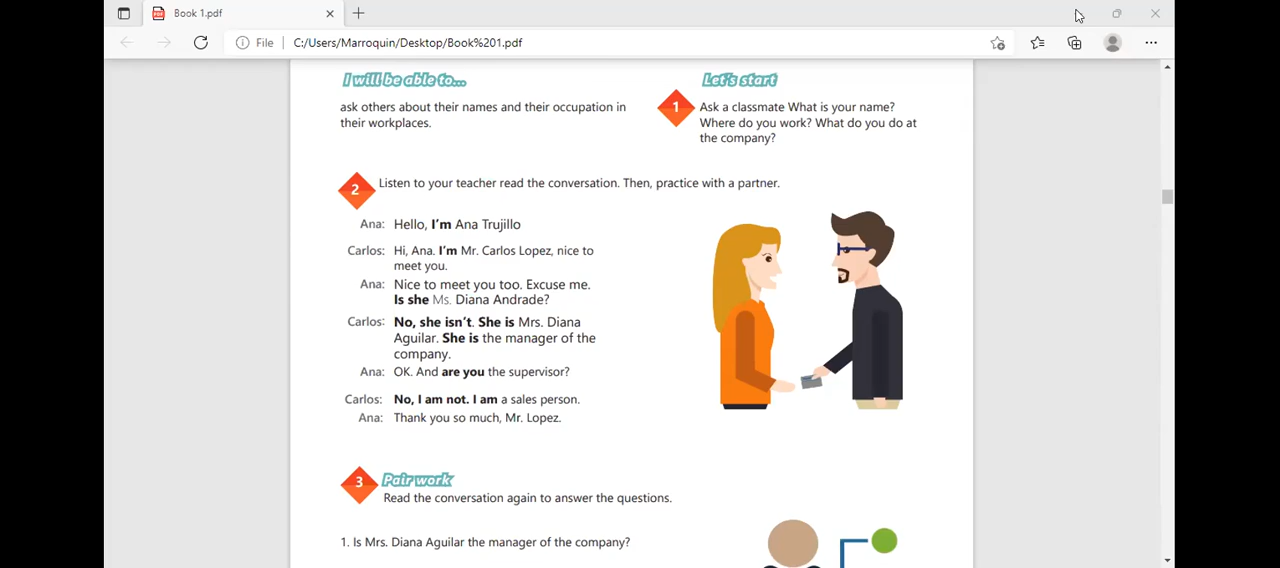 Book 1.pdf
File
C:/Users/Marroquin/Desktop/Book%201.pdf
I will be able to...
ask others about their names and their occupation in
their workplaces.
Let's start
1
Ask a classmate What is your name?
Where do you work? What do you do at
the company?
2
Listen to your teacher read the conversation. Then, practice with a partner.
Ana: Hello, I'm Ana Trujillo
Carlos: Hi, Ana. I'm Mr. Carlos Lopez, nice to
meet you.
Ana: Nice to meet you too. Excuse me.
Is she Ms. Diana Andrade?
Carlos: No, she isn't. She is Mrs. Diana
Aguilar. She is the manager of the
company.
Ana: OK. And are you the supervisor?
Carlos: No, I am not. I am a sales person.
Ana: Thank you so much, Mr. Lopez.
3
Pair work
Read the conversation again to answer the questions.
1. Is Mrs. Diana Aguilar the manager of the company?